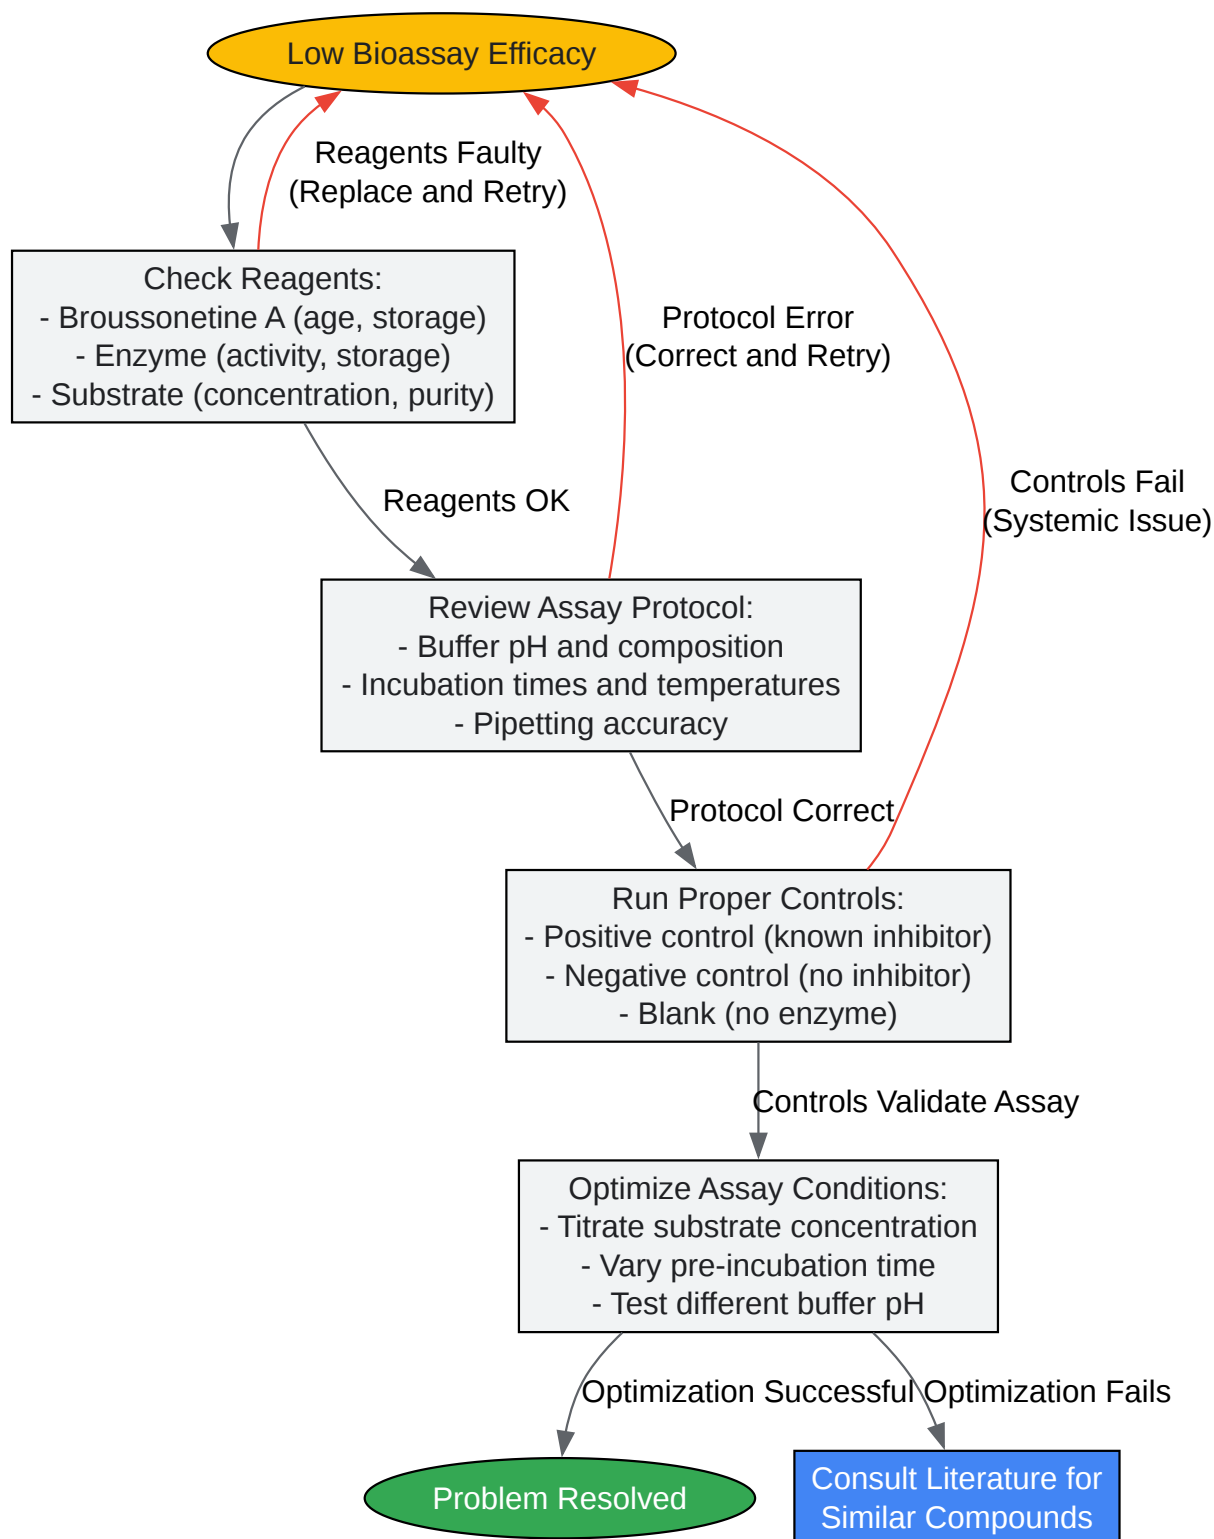 Low Bioassay Efficacy
Reagents Faulty
(Replace and Retry)
Check Reagents:
- Broussonetine A (age, storage)
- Enzyme (activity, storage)
- Substrate (concentration, purity)
Protocol Error
(Correct and Retry)
Controls Fail
(Systemic Issue)
Reagents OK
Review Assay Protocol:
- Buffer pH and composition
- Incubation times and temperatures
- Pipetting accuracy
Protocol Correct
Run Proper Controls:
- Positive control (known inhibitor)
- Negative control (no inhibitor)
- Blank (no enzyme)
Controls Validate Assay
Optimize Assay Conditions:
- Titrate substrate concentration
- Vary pre-incubation time
- Test different buffer pH
Optimization Successful
Optimization Fails
Problem Resolved
Consult Literature for
Similar Compounds